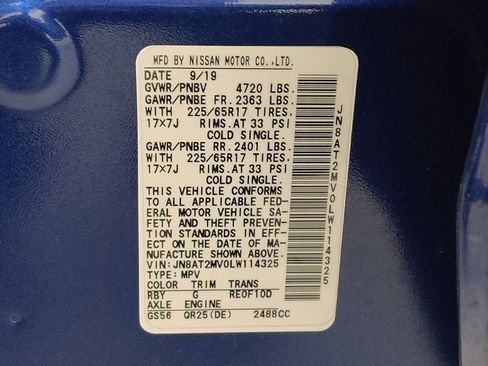 MFD BY NISSAN MOTOR CO.,LTD.
DATE 9/19
GVWR/PNBV 4720 LBS.
GAWR/PNBE FR. 2363 LBS.
WITH 225/65R17 TIRES,
17×7J RIMS.AT 33 PSI
COLD SINGLE.
GAWR/PNBE RR. 2401 LBS.
WITH 225/65R17 TIRES,
17×7J RIMS.AT 33 PSI
COLD SINGLE.
THIS VEHICLE CONFORMS
TO ALL APPLICABLE FED-
ERAL MOTOR VEHICLE SA-
FETY AND THEFT PREVEN-
TION STANDARDS IN EFFECT
ON THE DATE OF MA-
NUFACTURE SHOWN ABOVE.
VIN: JN8AT2MV0LW114325
TYPE: MPV
COLOR TRIM TRANS
RBY G RE0F10D
AXLE ENGINE
GS56 QR25(DE) 2488CC
JN8AT2MV0LW114325